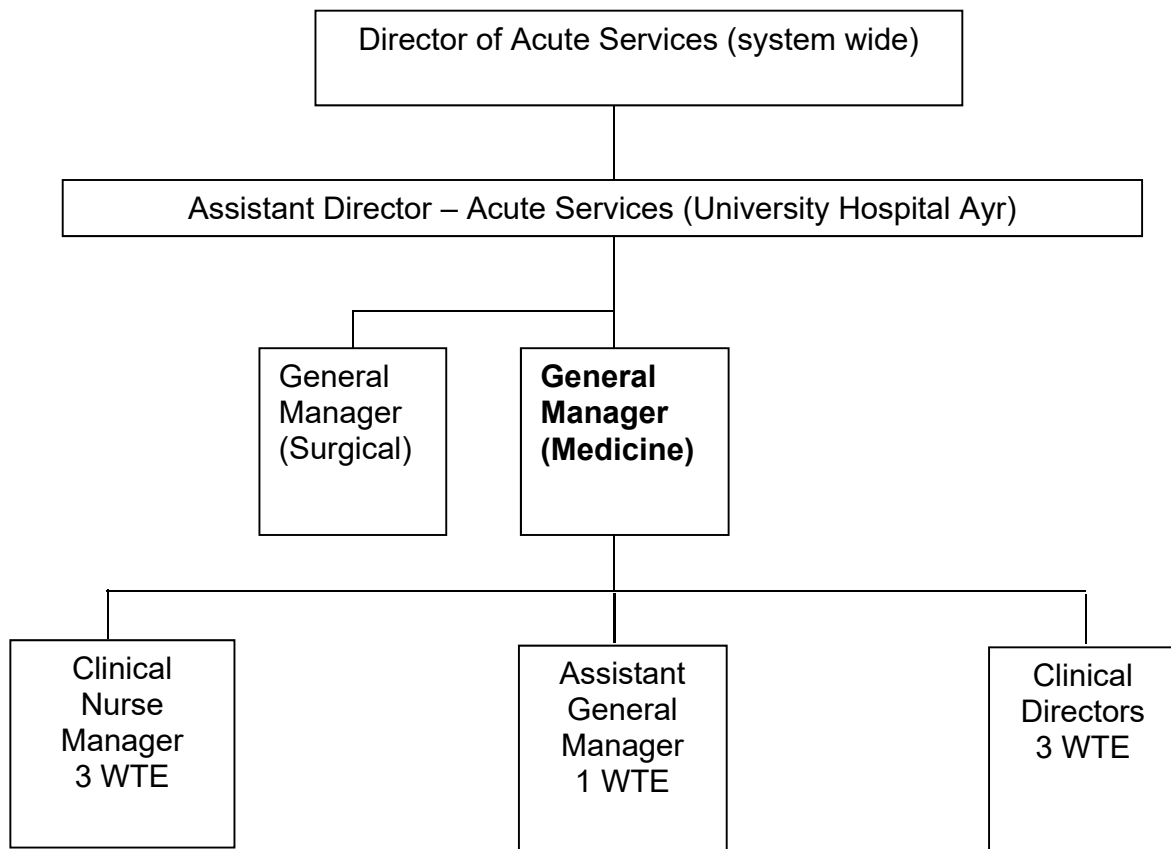 Director of Acute Services (system wide)
Assistant Director – Acute Services (University Hospital Ayr)
General
Manager
(Surgical)
General
Manager
(Medicine)
Clinical
Nurse
Manager
3 WTE
Assistant
General
Manager
1 WTE
Clinical
Directors
3 WTE